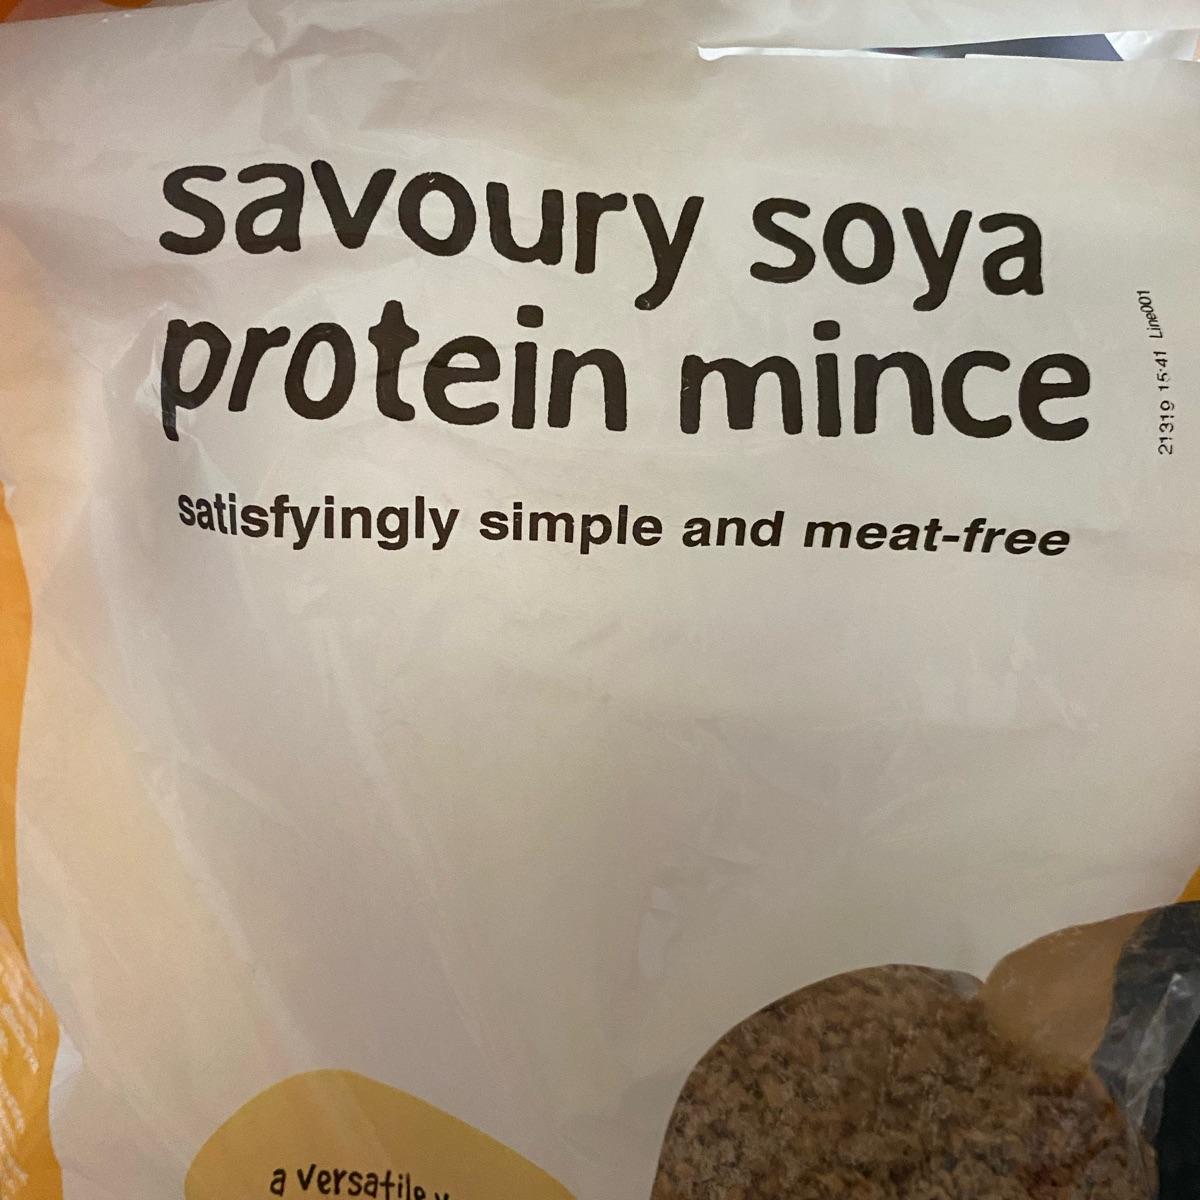 savoury soya
protein mince
satisfyingly simple and meat-free
21319 15:41 Line001
a versatile